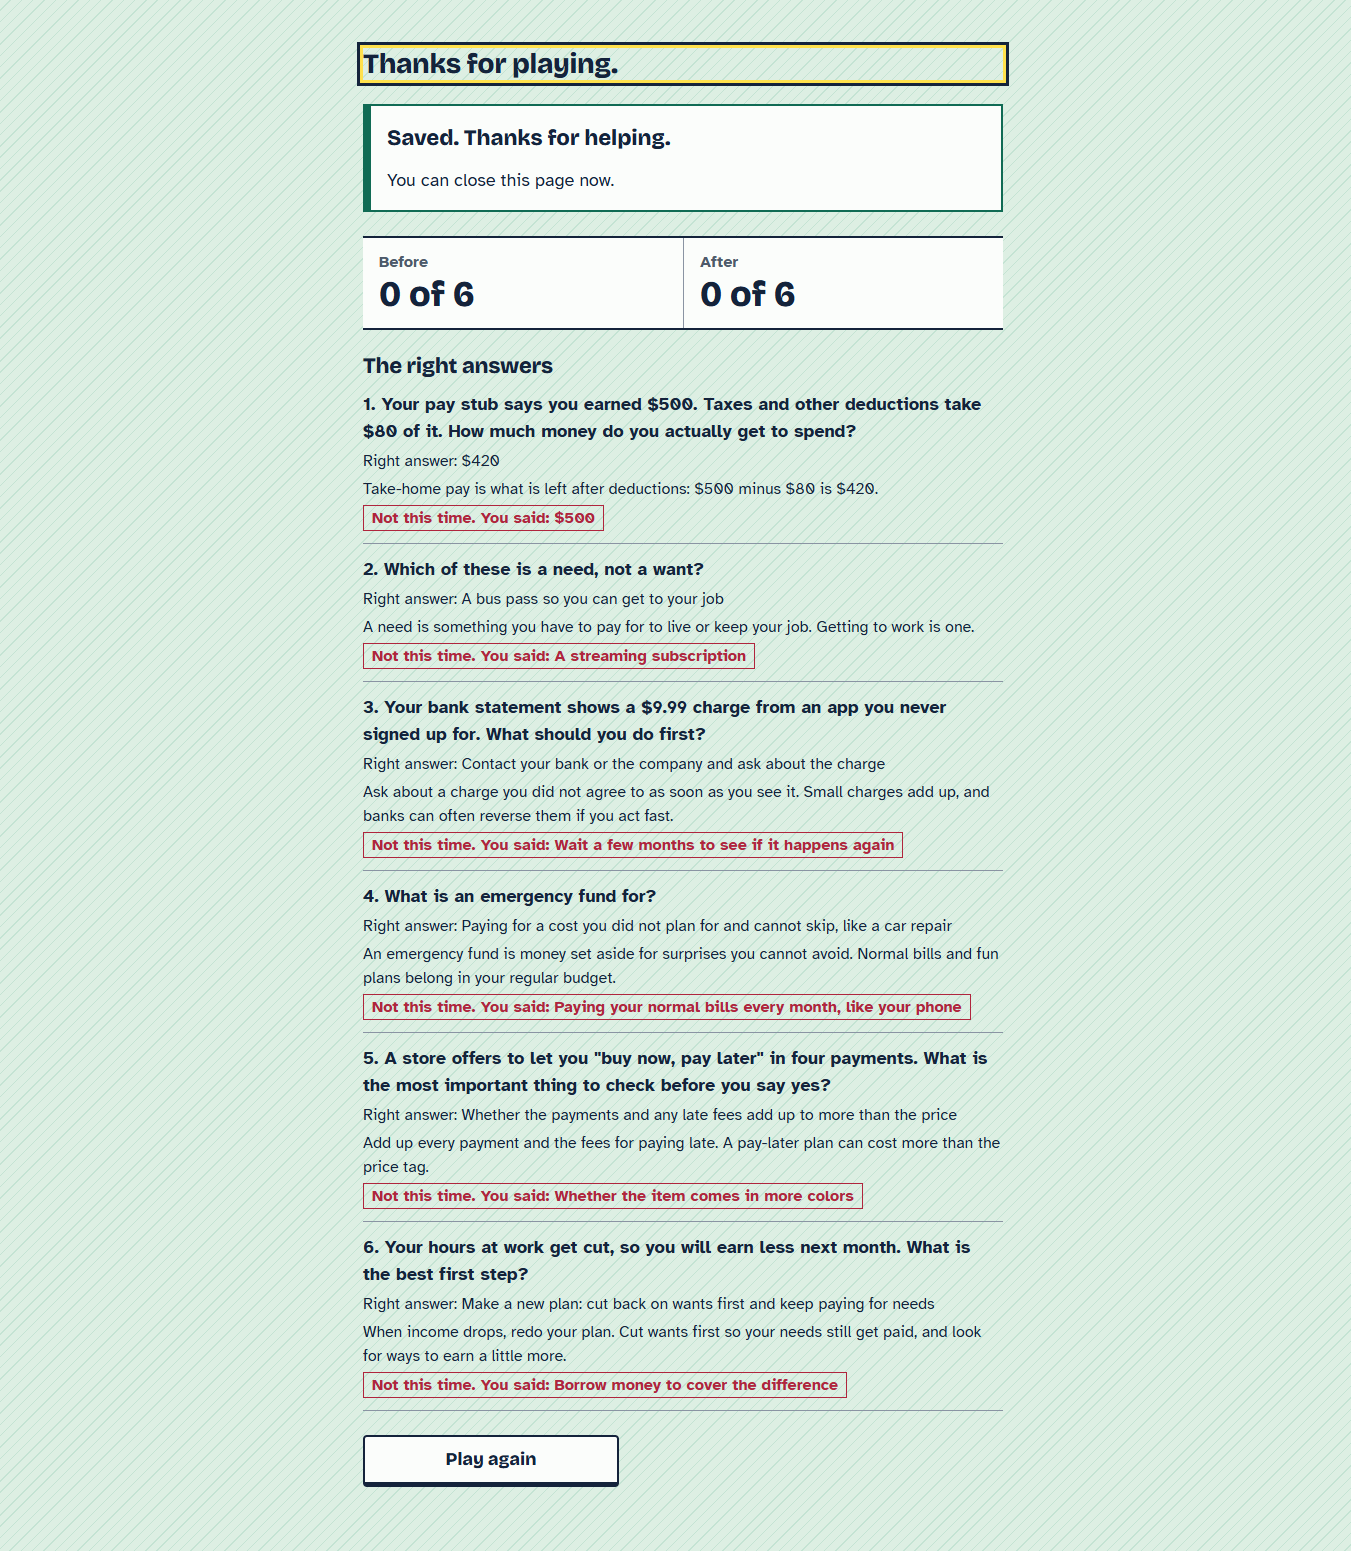 Thanks for playing.
Saved. Thanks for helping.
You can close this page now.
Before
0 of 6
After
0 of 6
The right answers
1. Your pay stub says you earned $500. Taxes and other deductions take
$80 of it. How much money do you actually get to spend?
Right answer: $420
Take-home pay is what is left after deductions: $500 minus $80 is $420.
Not this time. You said: $500
2. Which of these is a need, not a want?
Right answer: A bus pass so you can get to your job
A need is something you have to pay for to live or keep your job. Getting to work is one.
Not this time. You said: A streaming subscription
3. Your bank statement shows a $9.99 charge from an app you never
signed up for. What should you do first?
Right answer: Contact your bank or the company and ask about the charge
Ask about a charge you did not agree to as soon as you see it. Small charges add up, and
banks can often reverse them if you act fast.
Not this time. You said: Wait a few months to see if it happens again
4. What is an emergency fund for?
Right answer: Paying for a cost you did not plan for and cannot skip, like a car repair
An emergency fund is money set aside for surprises you cannot avoid. Normal bills and fun
plans belong in your regular budget.
Not this time. You said: Paying your normal bills every month, like your phone
5. A store offers to let you "buy now, pay later" in four payments. What is
the most important thing to check before you say yes?
Right answer: Whether the payments and any late fees add up to more than the price
Add up every payment and the fees for paying late. A pay-later plan can cost more than the
price tag.
Not this time. You said: Whether the item comes in more colors
6. Your hours at work get cut, so you will earn less next month. What is
the best first step?
Right answer: Make a new plan: cut back on wants first and keep paying for needs
When income drops, redo your plan. Cut wants first so your needs still get paid, and look
for ways to earn a little more.
Not this time. You said: Borrow money to cover the difference
Play again